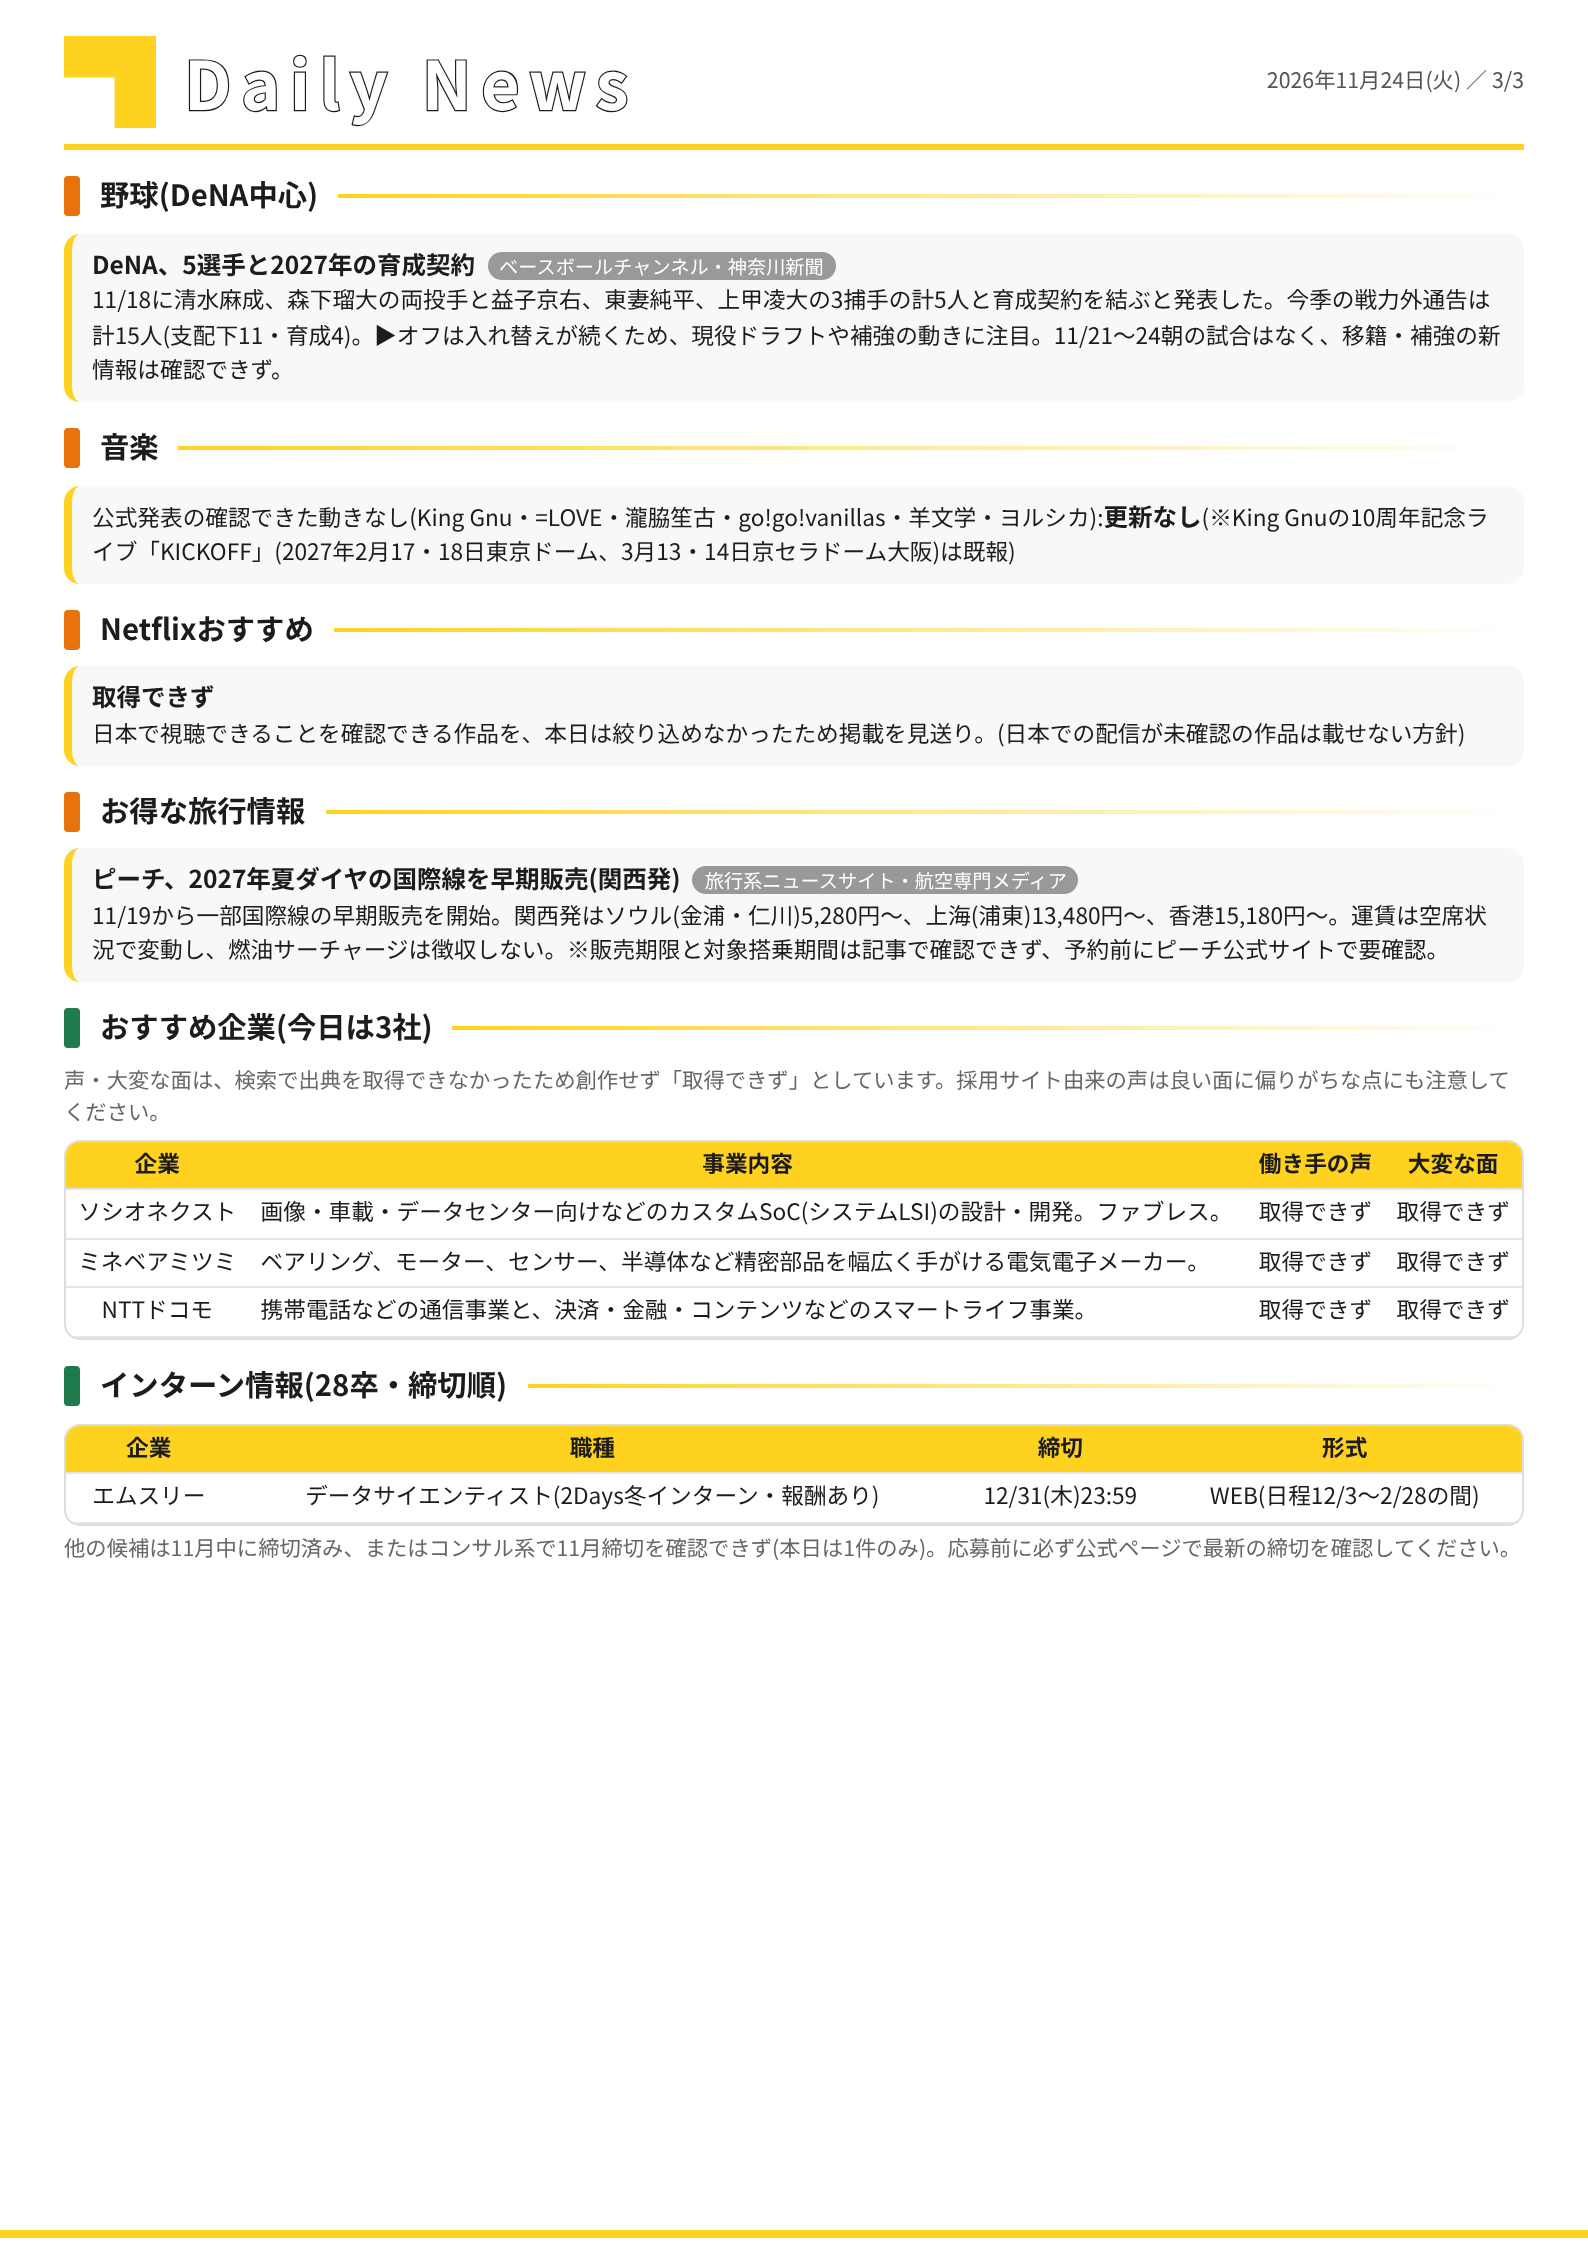 Daily News
2026年11月24日(火) ／ 3/3
野球(DeNA中心)
DeNA、5選手と2027年の育成契約 ベースボールチャンネル・神奈川新聞
11/18に清水麻成、森下瑠大の両投手と益子京右、東妻純平、上甲凌大の3捕手の計5人と育成契約を結ぶと発表した。今季の戦力外通告は
計15人(支配下11・育成4)。▶オフは入れ替えが続くため、現役ドラフトや補強の動きに注目。11/21〜24朝の試合はなく、移籍・補強の新
情報は確認できず。
音楽
公式発表の確認できた動きなし(King Gnu・=LOVE・瀧脇笙古・go!go!vanillas・羊文学・ヨルシカ):更新なし(※King Gnuの10周年記念ラ
イブ「KICKOFF」(2027年2月17・18日東京ドーム、3月13・14日京セラドーム大阪)は既報)
Netflixおすすめ
取得できず
日本で視聴できることを確認できる作品を、本日は絞り込めなかったため掲載を見送り。(日本での配信が未確認の作品は載せない方針)
お得な旅行情報
ピーチ、2027年夏ダイヤの国際線を早期販売(関西発) 旅行系ニュースサイト・航空専門メディア
11/19から一部国際線の早期販売を開始。関西発はソウル(金浦・仁川)5,280円〜、上海(浦東)13,480円〜、香港15,180円〜。運賃は空席状
況で変動し、燃油サーチャージは徴収しない。※販売期限と対象搭乗期間は記事で確認できず、予約前にピーチ公式サイトで要確認。
おすすめ企業(今日は3社)
声・大変な面は、検索で出典を取得できなかったため創作せず「取得できず」としています。採用サイト由来の声は良い面に偏りがちな点にも注意して
ください。
企業 事業内容 働き手の声 大変な面
ソシオネクスト 画像・車載・データセンター向けなどのカスタムSoC(システムLSI)の設計・開発。ファブレス。 取得できず 取得できず
ミネベアミツミ ベアリング、モーター、センサー、半導体など精密部品を幅広く手がける電気電子メーカー。 取得できず 取得できず
NTTドコモ 携帯電話などの通信事業と、決済・金融・コンテンツなどのスマートライフ事業。 取得できず 取得できず
インターン情報(28卒・締切順)
企業 職種 締切 形式
エムスリー データサイエンティスト(2Days冬インターン・報酬あり) 12/31(木)23:59 WEB(日程12/3〜2/28の間)
他の候補は11月中に締切済み、またはコンサル系で11月締切を確認できず(本日は1件のみ)。応募前に必ず公式ページで最新の締切を確認してください。